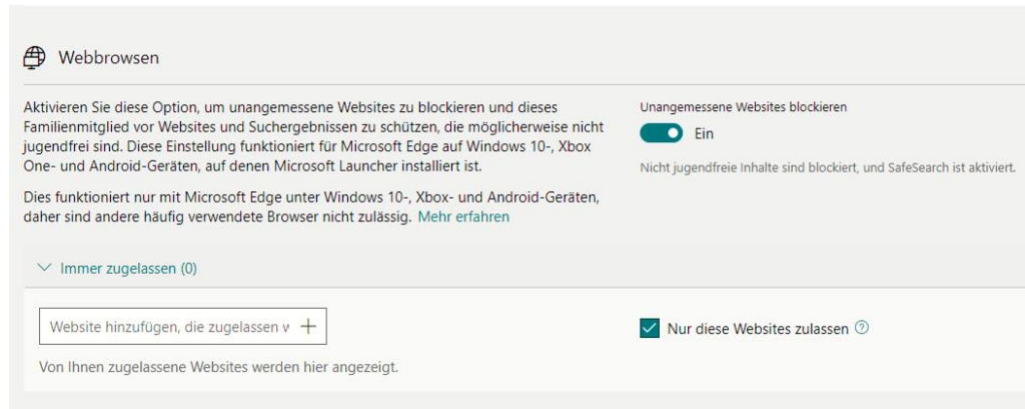 Webbrowsen
Aktivieren Sie diese Option, um unangemessene Websites zu blockieren und dieses
Familienmitglied vor Websites und Suchergebnissen zu schützen, die möglicherweise nicht
jugendfrei sind. Diese Einstellung funktioniert für Microsoft Edge auf Windows 10-, Xbox
One- und Android-Geräten, auf denen Microsoft Launcher installiert ist.
Dies funktioniert nur mit Microsoft Edge unter Windows 10-, Xbox- und Android-Geräten,
daher sind andere häufig verwendete Browser nicht zulässig. Mehr erfahren
Unangemessene Websites blockieren
Ein
Nicht jugendfreie Inhalte sind blockiert, und SafeSearch ist aktiviert.
Immer zugelassen (0)
Website hinzufügen, die zugelassen
Nur diese Websites zulassen
Von Ihnen zugelassene Websites werden hier angezeigt.